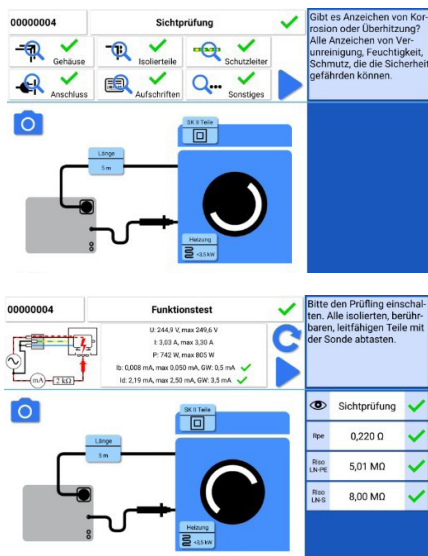 00000004
Sichtprüfung
Gibt es Anzeichen von Kor-
rosion oder Überhitzung?
Alle Anzeichen von Ver-
unreinigung, Feuchtigkeit,
Schmutz, die die Sicherheit
gefährden können.
Gehäuse
Isolierteile
Schutzleiter
Anschluss
Aufschriften
Sonstiges
SK II Teile
Länge
5 m
Heizung
<3,5 kW
00000004
Funktionstest
Bitte den Prüfling einschal-
ten. Alle isolierten, berühr-
baren, leitfähigen Teile mit
der Sonde abtasten.
U: 244,9 V, max 249,6 V
I: 3,03 A, max 3,30 A
P: 742 W, max 805 W
Ib: 0,008 mA, max 0,050 mA, GW: 0,5 mA
Id: 2,19 mA, max 2,50 mA, GW: 3,5 mA
mA
2 kΩ
SK II Teile
Länge
5 m
Heizung
<3,5 kW
Sichtprüfung
Rpe 0,220 Ω
Riso
LN-PE
5,01 MΩ
Riso
LN-S
8,00 MΩ